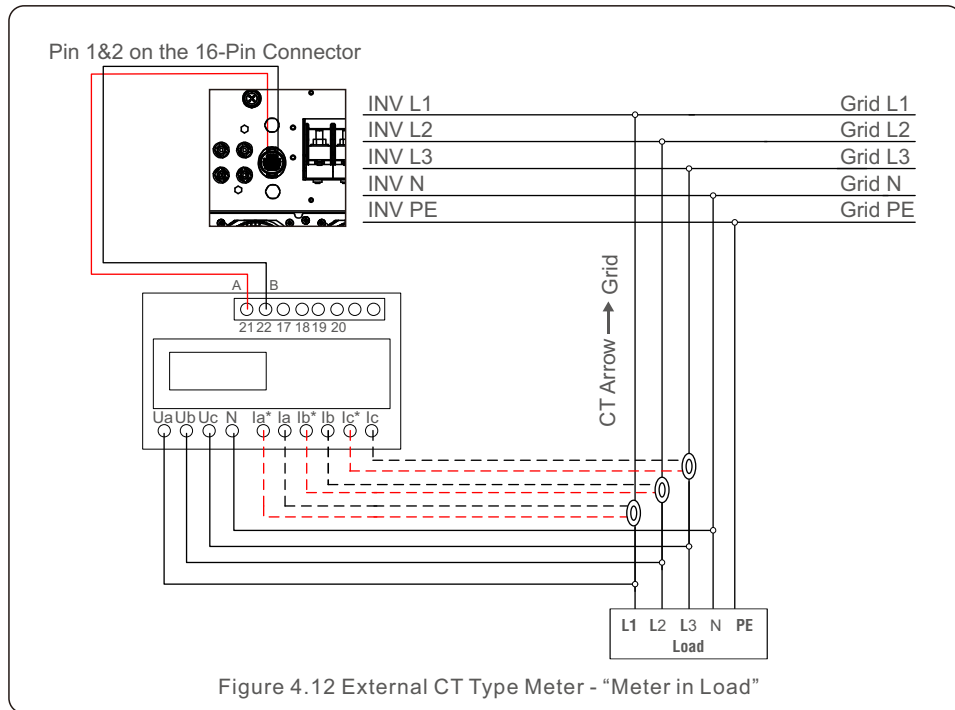 Pin 1&2 on the 16-Pin Connector
INV L1 Grid L1
INV L2 Grid L2
INV L3 Grid L3
INV N Grid N
INV PE Grid PE
CT Arrow Grid
A B
21 22 17 18 19 20
Ua Ub Uc N Ia* Ia Ib* Ib Ic* Ic
L1 L2 L3 N PE
Load
Figure 4.12 External CT Type Meter - “Meter in Load”